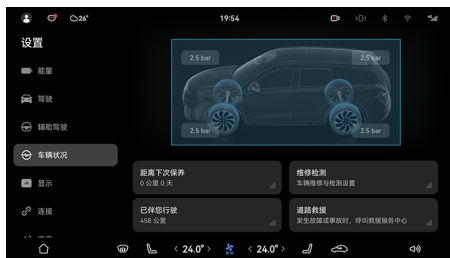 26°
19:54
设置
能量
驾驶
辅助驾驶
车辆状况
显示
连接
2.5 bar
2.5 bar
2.5 bar
2.5 bar
距离下次保养
0 公里 0 天
维修检测
车辆维修与检测设置
已伴您行驶
458 公里
道路救援
发生故障或事故时，呼叫救援服务中心
< 24.0° >
< 24.0° >